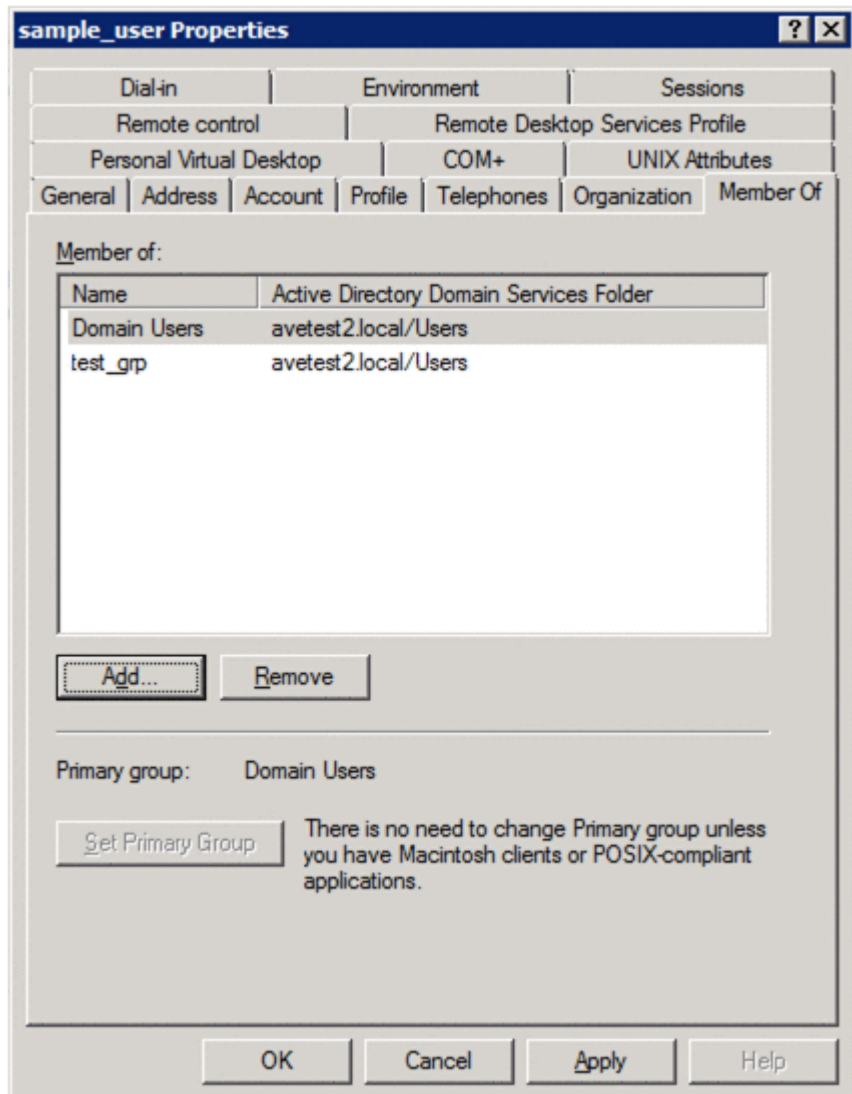 sample_user Properties
Dial-in Environment Sessions
Remote control Remote Desktop Services Profile
Personal Virtual Desktop COM+ UNIX Attributes
General Address Account Profile Telephones Organization Member Of
Member of:
Name Active Directory Domain Services Folder
Domain Users avetest2.local/Users
test_grp avetest2.local/Users
Add... Remove
Primary group: Domain Users
Set Primary Group
There is no need to change Primary group unless
you have Macintosh clients or POSIX-compliant
applications.
OK Cancel Apply Help